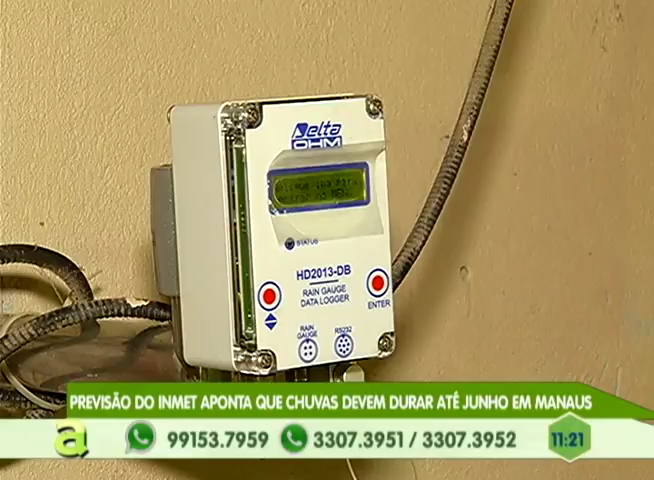 Delta
OHM
STATUS
HD2013-DB
RAIN GAUGE
DATA LOGGER
ENTER
RAIN
GAUGE
RS232
PREVISÃO DO INMET APONTA QUE CHUVAS DEVEM DURAR ATÉ JUNHO EM MANAUS
a 99153.7959 3307.3951 / 3307.3952 11:21